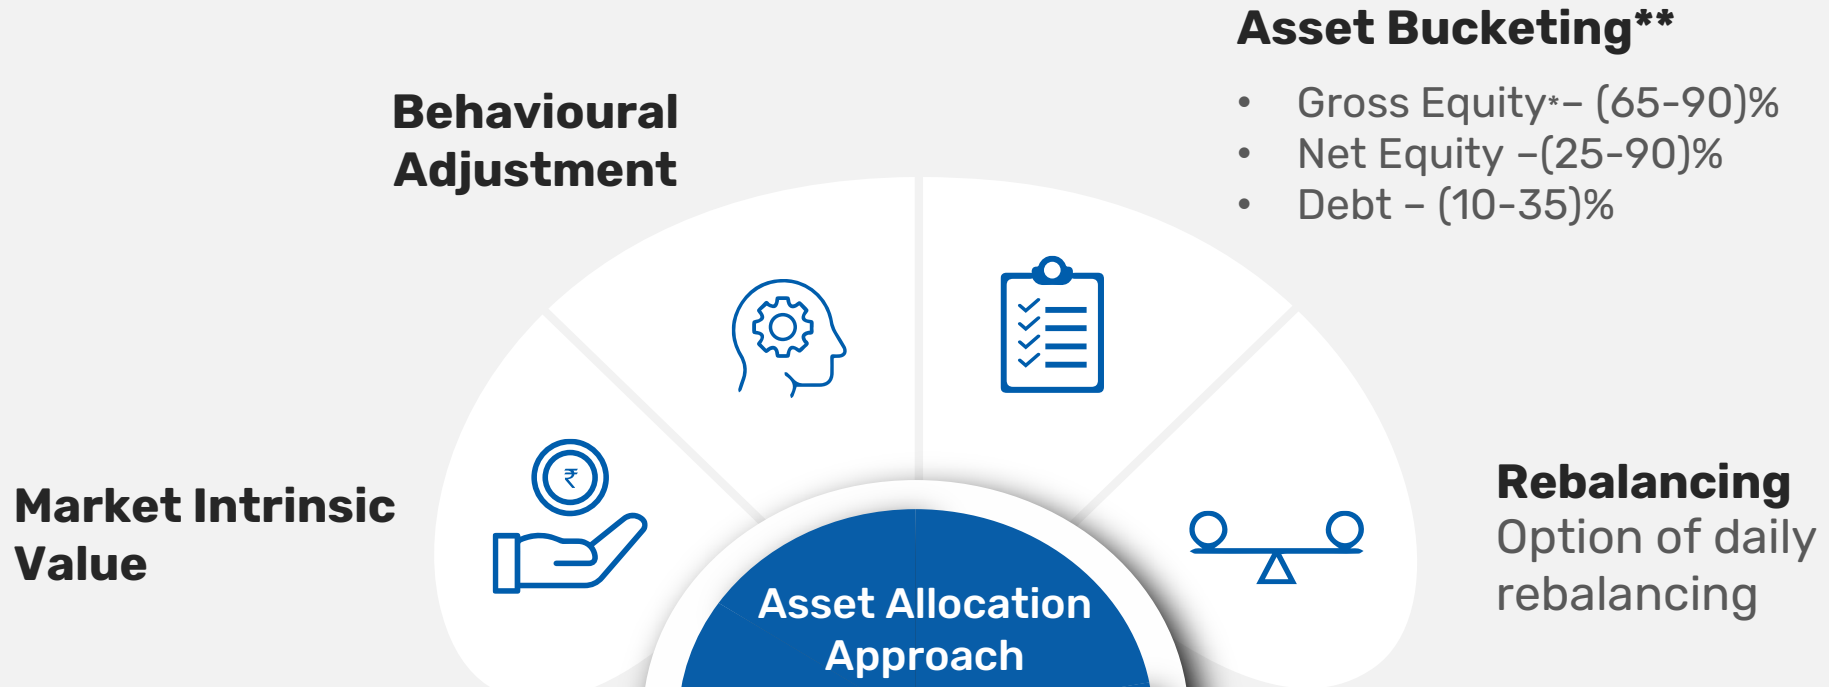 Asset Bucketing**
• Gross Equity*– (65-90)%
• Net Equity –(25-90)%
• Debt – (10-35)%
Behavioural
Adjustment
Market Intrinsic
Value
₹
Rebalancing
Option of daily
rebalancing
Asset Allocation
Approach